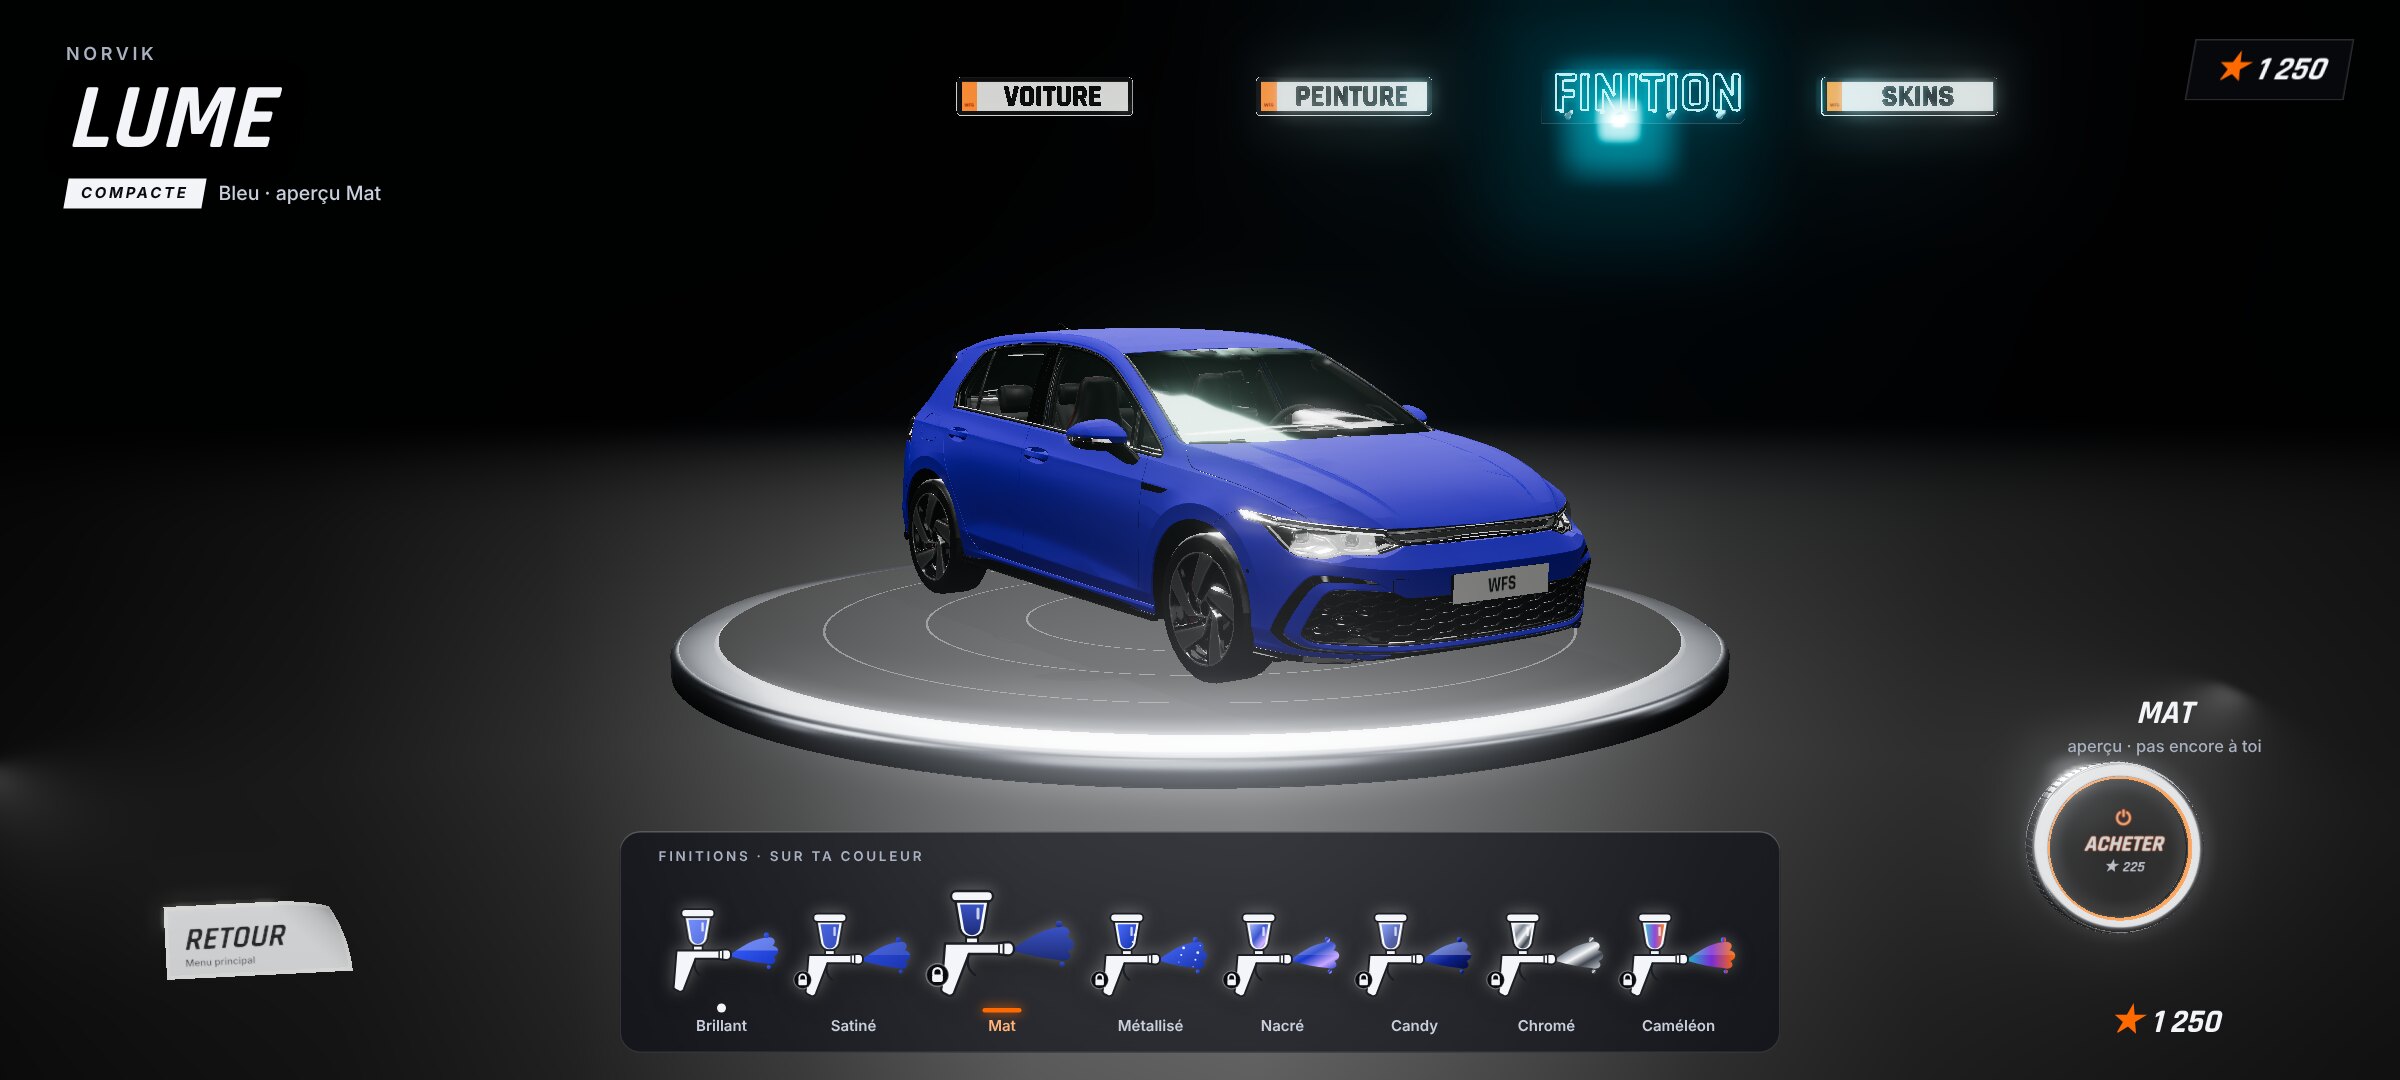 NORVIK
LUME
COMPACTE
Bleu · aperçu Mat
VOITURE
PEINTURE
FINITION
SKINS
1 250
WFS
MAT
aperçu · pas encore à toi
ACHETER
225
RETOUR
Menu principal
FINITIONS · SUR TA COULEUR
Brillant
Satiné
Mat
Métallisé
Nacré
Candy
Chromé
Caméléon
1 250